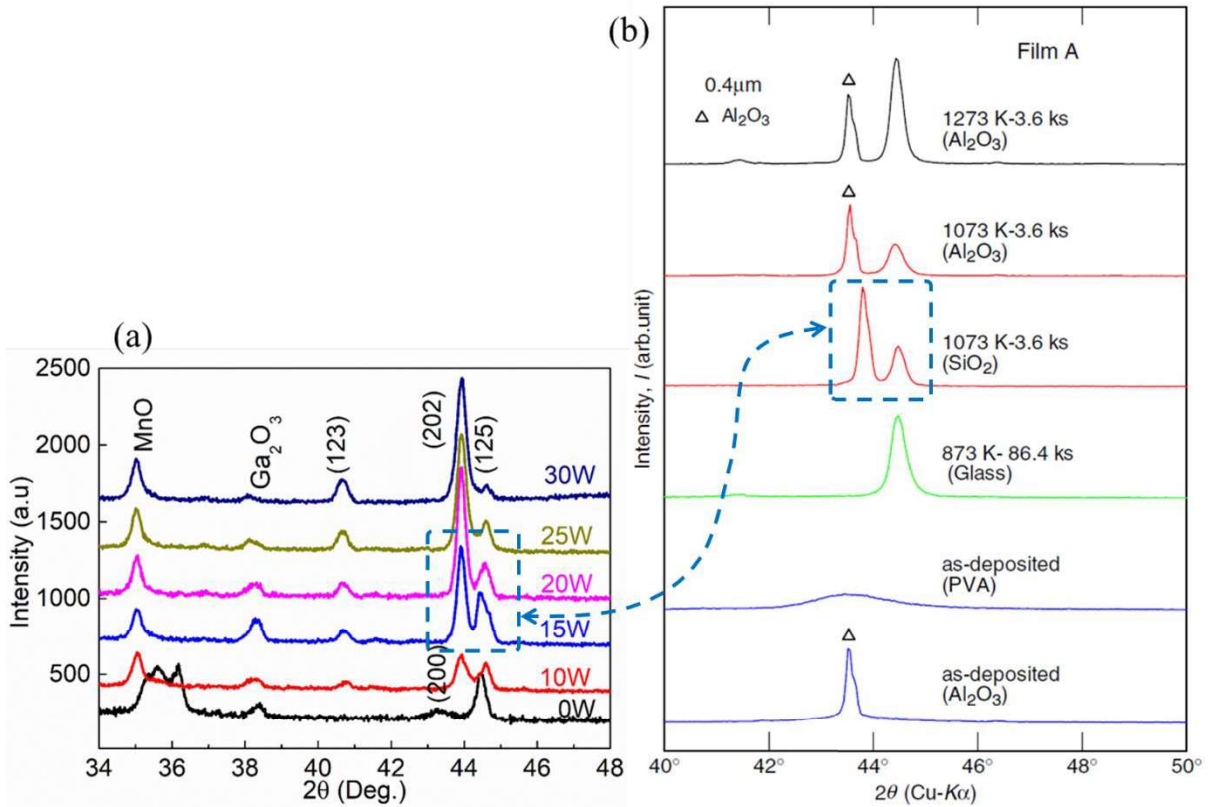 (a)
2500
2000
1500
1000
500
Intensity (a.u)
MnO
Ga₂O₃
(123)
(202)
(125)
(200)
30W
25W
20W
15W
10W
0W
34 36 38 40 42 44 46 48
2θ (Deg.)
(b)
Film A
0.4μm
△ Al₂O₃
△
1273 K-3.6 ks
(Al₂O₃)
△
1073 K-3.6 ks
(Al₂O₃)
1073 K-3.6 ks
(SiO₂)
873 K- 86.4 ks
(Glass)
as-deposited
(PVA)
△
as-deposited
(Al₂O₃)
Intensity, I (arb.unit)
40° 42° 44° 46° 48° 50°
2θ (Cu-Kα)